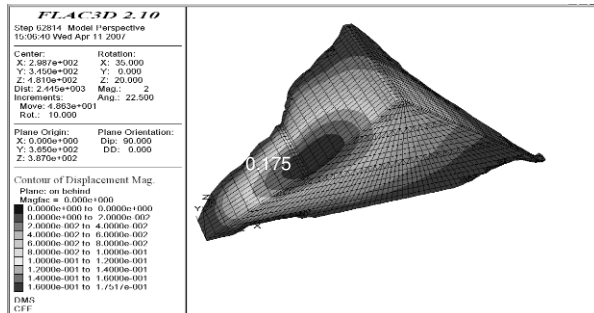 FLAC3D 2.10
Step 62814 Model Perspective
15:06:40 Wed Apr 11 2007
Center: Rotation:
X: 2.987e+002 X: 35.000
Y: 3.450e+002 Y: 0.000
Z: 4.810e+002 Z: 20.000
Dist: 2.445e+003 Mag.: 2
Increments: Ang.: 22.500
Move: 4.863e+001
Rot.: 10.000
Plane Origin: Plane Orientation:
X: 0.000e+000 Dip: 90.000
Y: 3.650e+002 DD: 0.000
Z: 3.870e+002
Contour of Displacement Mag.
Plane: on behind
Magfac = 0.000e+000
0.0000e+000 to 0.0000e+000
0.0000e+000 to 2.0000e-002
2.0000e-002 to 4.0000e-002
4.0000e-002 to 6.0000e-002
6.0000e-002 to 8.0000e-002
8.0000e-002 to 1.0000e-001
1.0000e-001 to 1.2000e-001
1.2000e-001 to 1.4000e-001
1.4000e-001 to 1.6000e-001
1.6000e-001 to 1.7517e-001
DMS
CFE
0.175
Z
Y
X